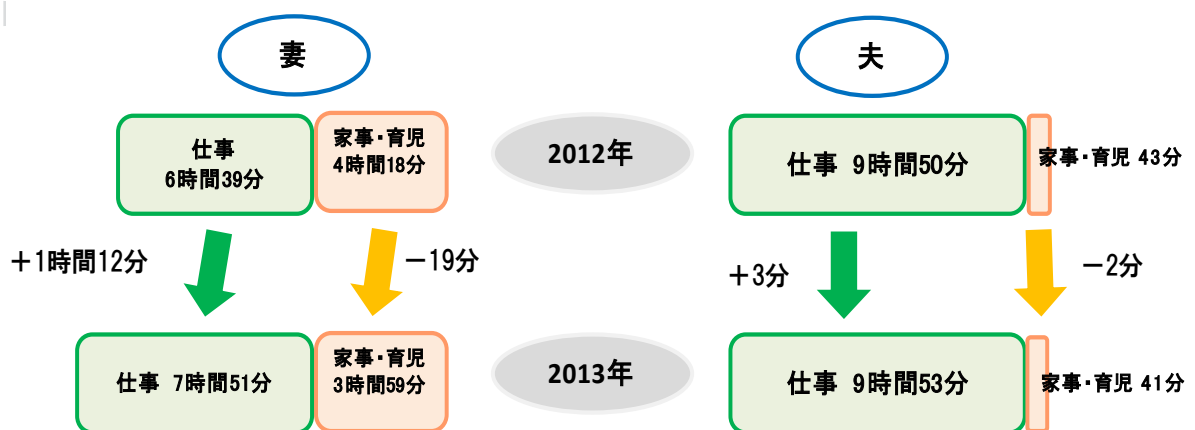 妻
夫
仕事
6時間39分
家事・育児
4時間18分
2012年
仕事 9時間50分
家事・育児 43分
＋1時間12分
－19分
＋3分
－2分
仕事 7時間51分
家事・育児
3時間59分
2013年
仕事 9時間53分
家事・育児 41分